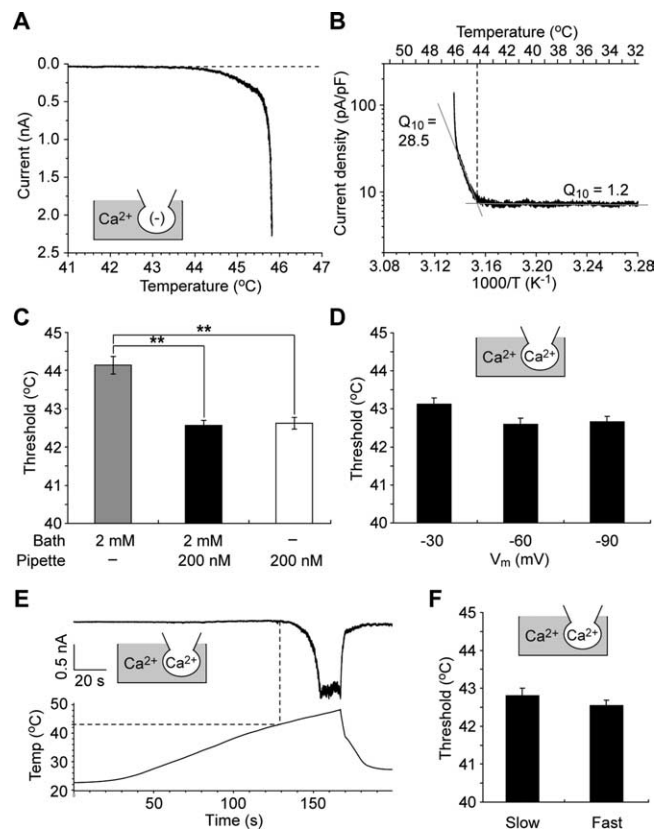 A
0.0
0.5
1.0
1.5
2.0
2.5
Current (nA)
Ca2+
(-)
41 42 43 44 45 46 47
Temperature (oC)
B
Temperature (oC)
50 48 46 44 42 40 38 36 34 32
100
10
Current density (pA/pF)
Q10 =
28.5
Q10 = 1.2
3.08 3.12 3.16 3.20 3.24 3.28
1000/T (K-1)
C
45
44
43
42
41
40
Threshold (oC)
**
**
Bath 2 mM 2 mM –
Pipette – 200 nM 200 nM
D
45
44
43
42
41
40
Threshold (oC)
Ca2+ Ca2+
-30 -60 -90
Vm (mV)
E
0.5 nA
20 s
Ca2+ Ca2+
50
40
30
20
Temp (oC)
50 100 150
Time (s)
F
45
44
43
42
41
40
Threshold (oC)
Ca2+ Ca2+
Slow Fast